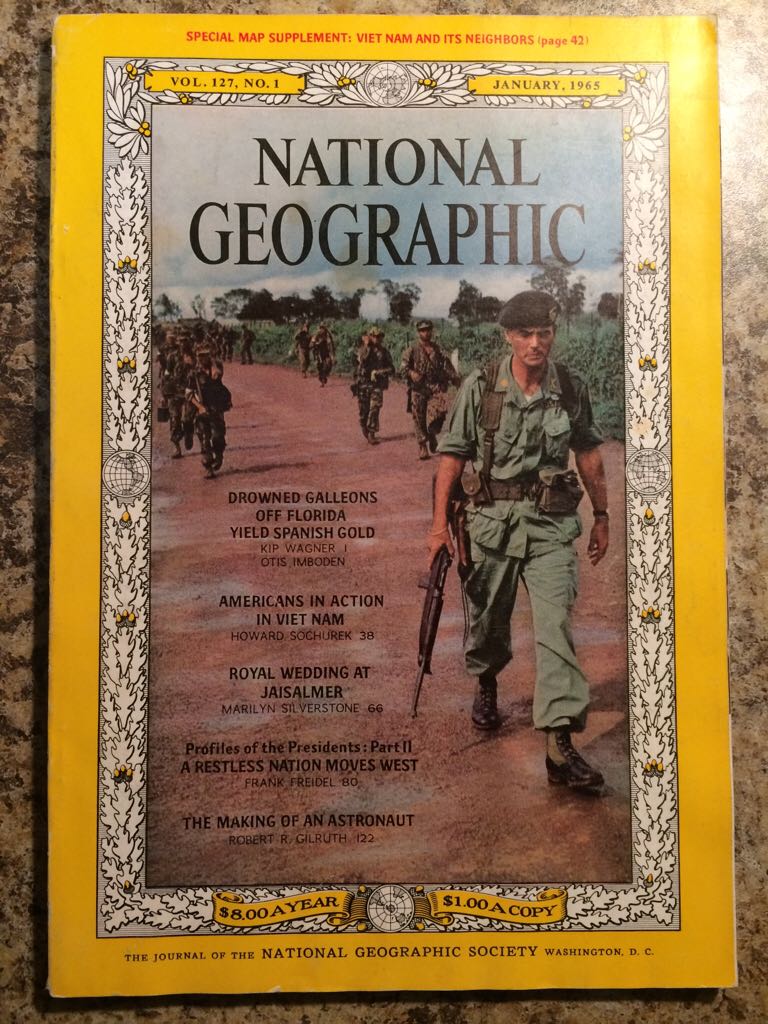 SPECIAL MAP SUPPLEMENT: VIET NAM AND ITS NEIGHBORS (page 42)
VOL. 127, NO. 1
JANUARY, 1965
NATIONAL
GEOGRAPHIC
DROWNED GALLEONS
OFF FLORIDA
YIELD SPANISH GOLD
KIP WAGNER 1
OTIS IMBODEN
AMERICANS IN ACTION
IN VIET NAM
HOWARD SOCHUREK 38
ROYAL WEDDING AT
JAISALMER
MARILYN SILVERSTONE 66
Profiles of the Presidents: Part II
A RESTLESS NATION MOVES WEST
FRANK FREIDEL 80
THE MAKING OF AN ASTRONAUT
ROBERT R. GILRUTH 122
$8.00 A YEAR
$1.00 A COPY
THE JOURNAL OF THE NATIONAL GEOGRAPHIC SOCIETY WASHINGTON, D. C.